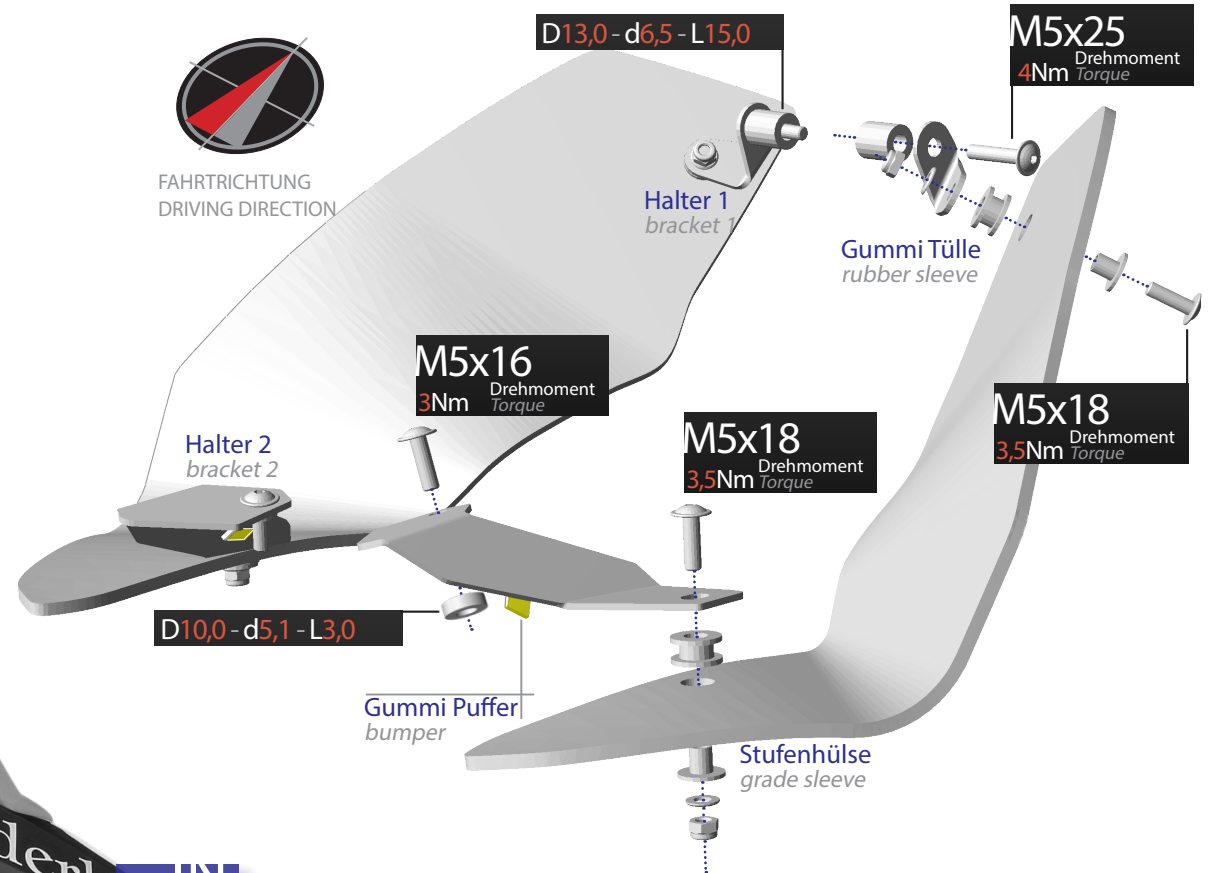 D13,0 - d6,5 - L15,0
M5x25
4Nm Drehmoment
Torque
FAHRTRICHTUNG
DRIVING DIRECTION
Halter 1
bracket 1
Gummi Tülle
rubber sleeve
M5x16
3Nm Drehmoment
Torque
M5x18
3,5Nm Drehmoment
Torque
M5x18
3,5Nm Drehmoment
Torque
Halter 2
bracket 2
D10,0 - d5,1 - L3,0
Gummi Puffer
bumper
Stufenhülse
grade sleeve